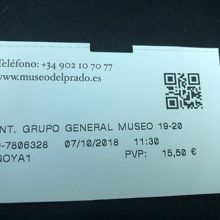 Teléfono: +34 902 10 70 77
www.museodelprado.es
NT. GRUPO GENERAL MUSEO 19-20
-7806328 07/10/2018 11:30
GOYA1 PVP: 15,50 €